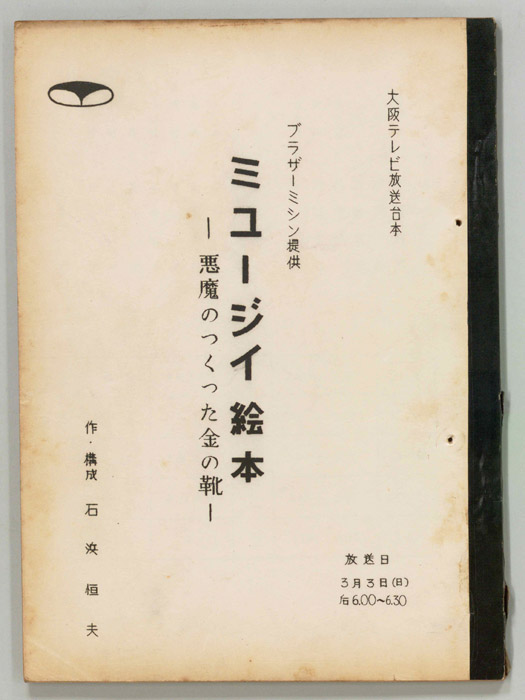 大阪テレビ放送台本
ブラザーミシン提供
ミュージイ絵本
ー悪魔のつくった金の靴ー
作・構成 石浜恒夫
放送日
3月3日(日)
后6.00～6.30